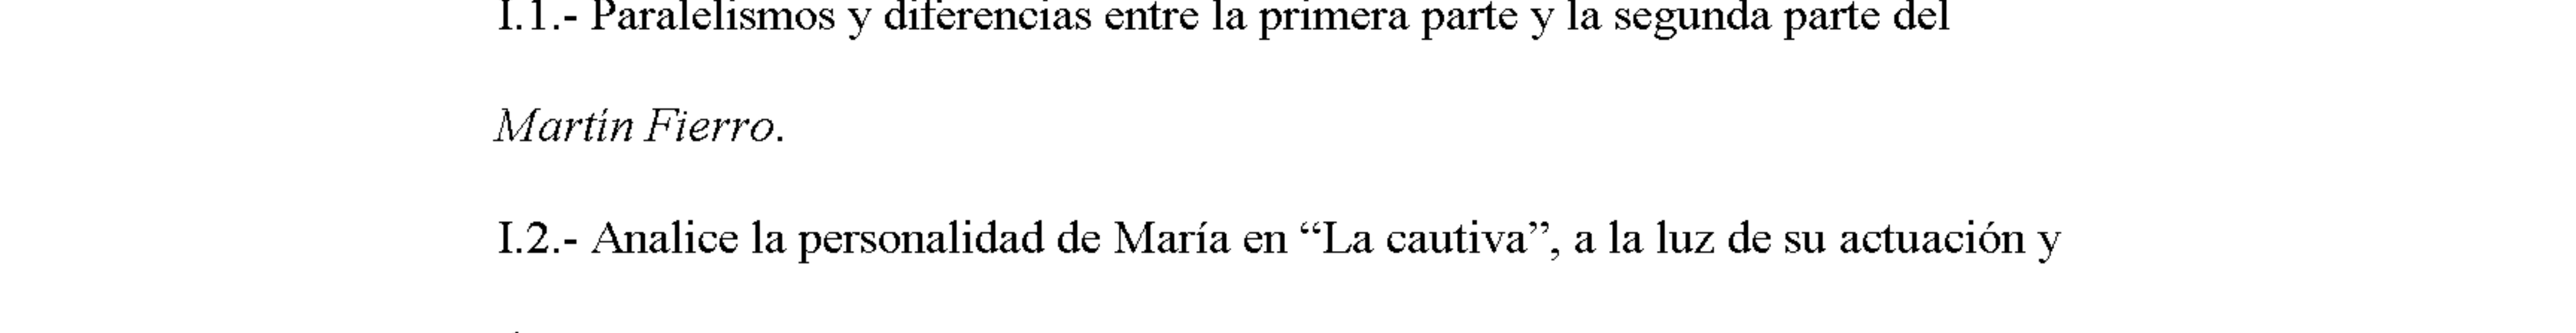 I.1.- Paralelismos y diferencias entre la primera parte y la segunda parte del
Martín Fierro.
I.2.- Analice la personalidad de María en “La cautiva”, a la luz de su actuación y